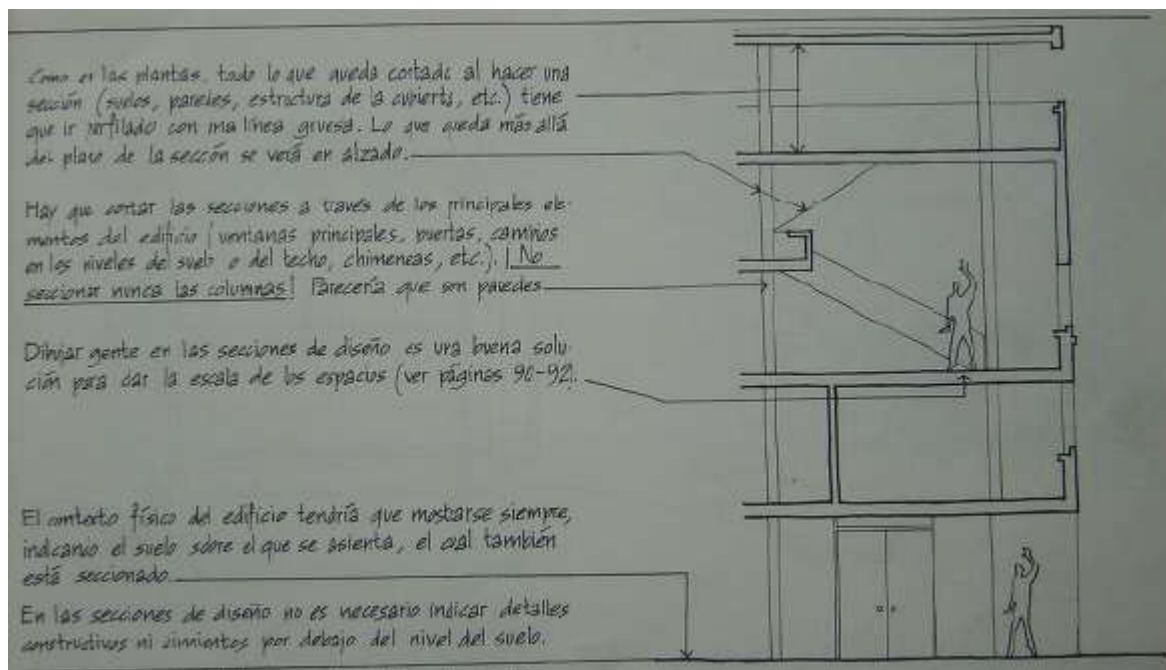 Como en las plantas, todo lo que queda cortado al hacer una
sección (suelos, paredes, estructura de la cubierta, etc.) tiene
que ir perfilado con una línea gruesa. Lo que queda más allá
del plano de la sección se verá en alzado.
Hay que cortar las secciones a través de los principales ele-
mentos del edificio (ventanas principales, puertas, cambios
en los niveles de suelo o del techo, chimeneas, etc.). ¡No
seccionar nunca las columnas! Parecería que son paredes
Dibujar gente en las secciones de diseño es una buena solu-
ción para dar la escala de los espacios (ver páginas 90-92).
El contexto físico del edificio tendría que mostrarse siempre,
indicando el suelo sobre el que se asienta, el cual también
está seccionado
En las secciones de diseño no es necesario indicar detalles
constructivos ni cimientos por debajo del nivel del suelo.